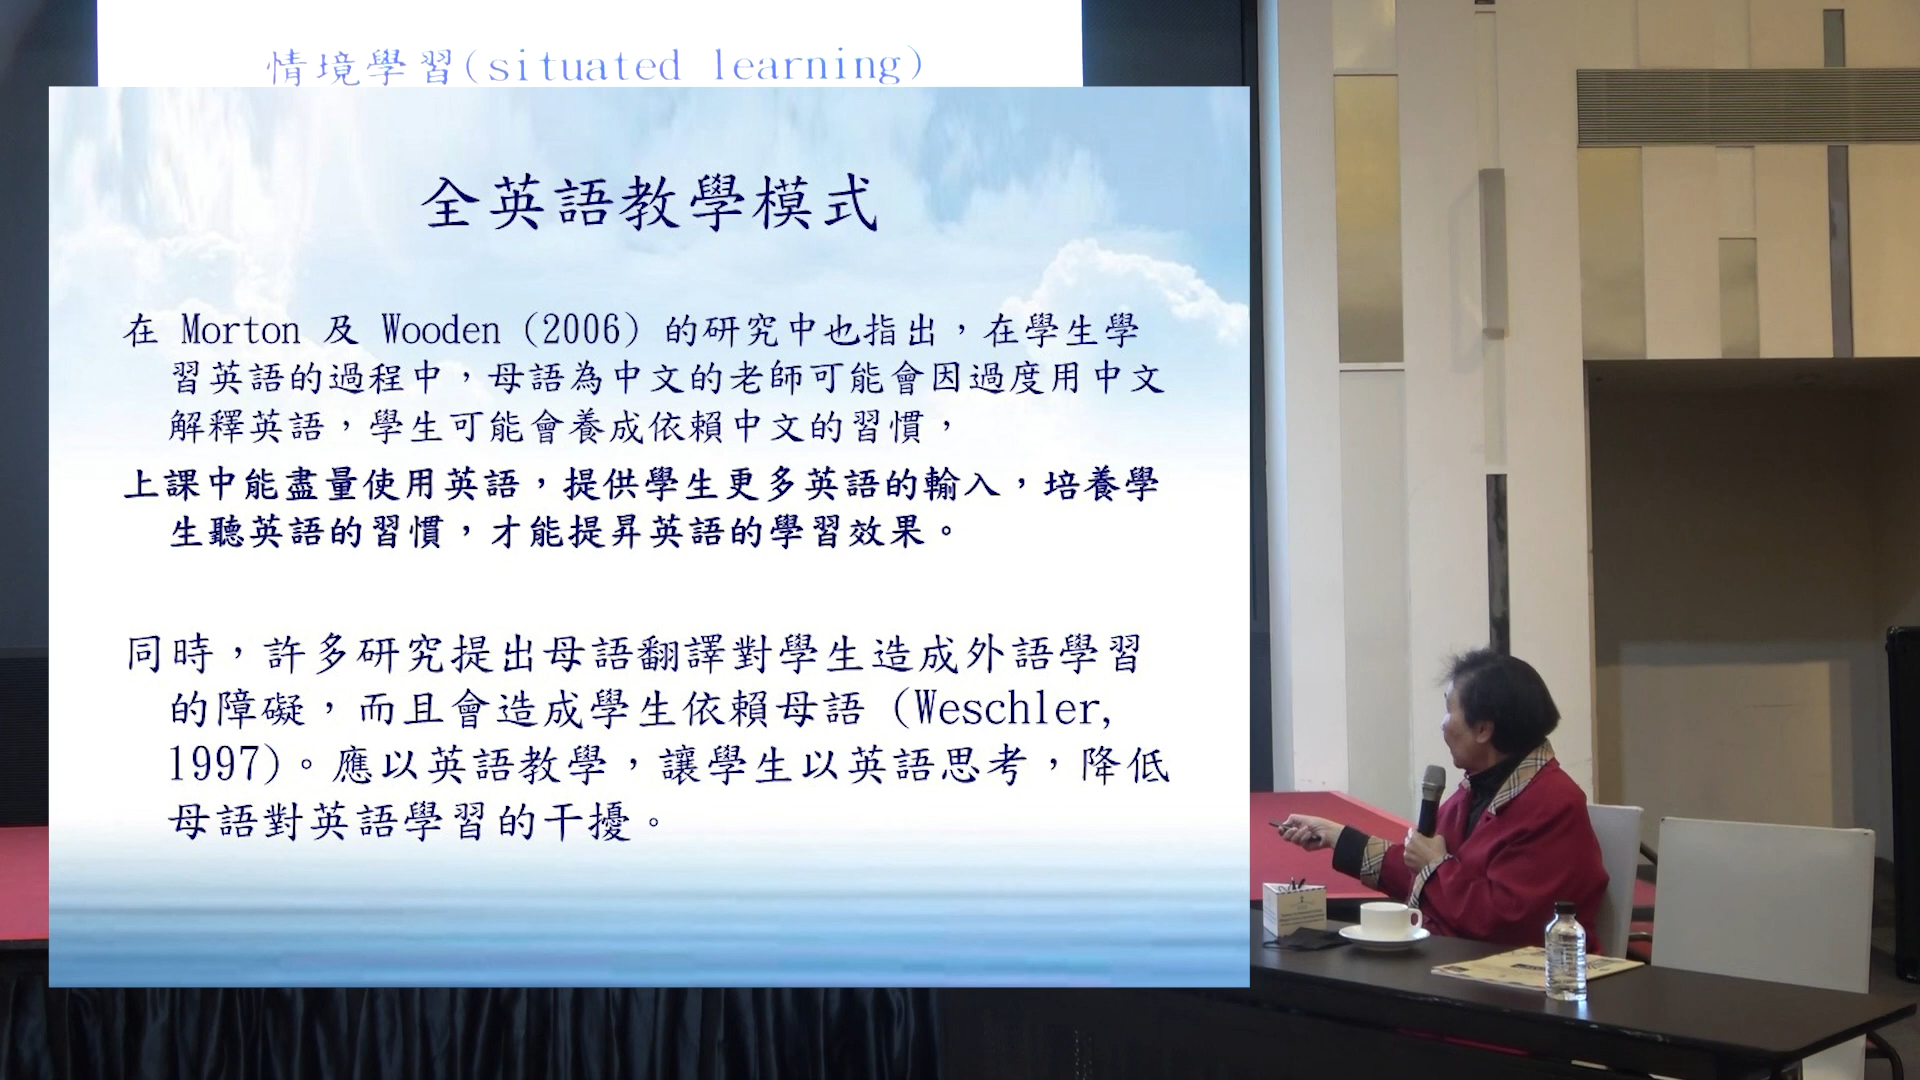 情境學習(situated learning)
全英語教學模式
在 Morton 及 Wooden (2006) 的研究中也指出，在學生學
習英語的過程中，母語為中文的老師可能會因過度用中文
解釋英語，學生可能會養成依賴中文的習慣，
上課中能盡量使用英語，提供學生更多英語的輸入，培養學
生聽英語的習慣，才能提昇英語的學習效果。
同時，許多研究提出母語翻譯對學生造成外語學習
的障礙，而且會造成學生依賴母語 (Weschler,
1997)。應以英語教學，讓學生以英語思考，降低
母語對英語學習的干擾。